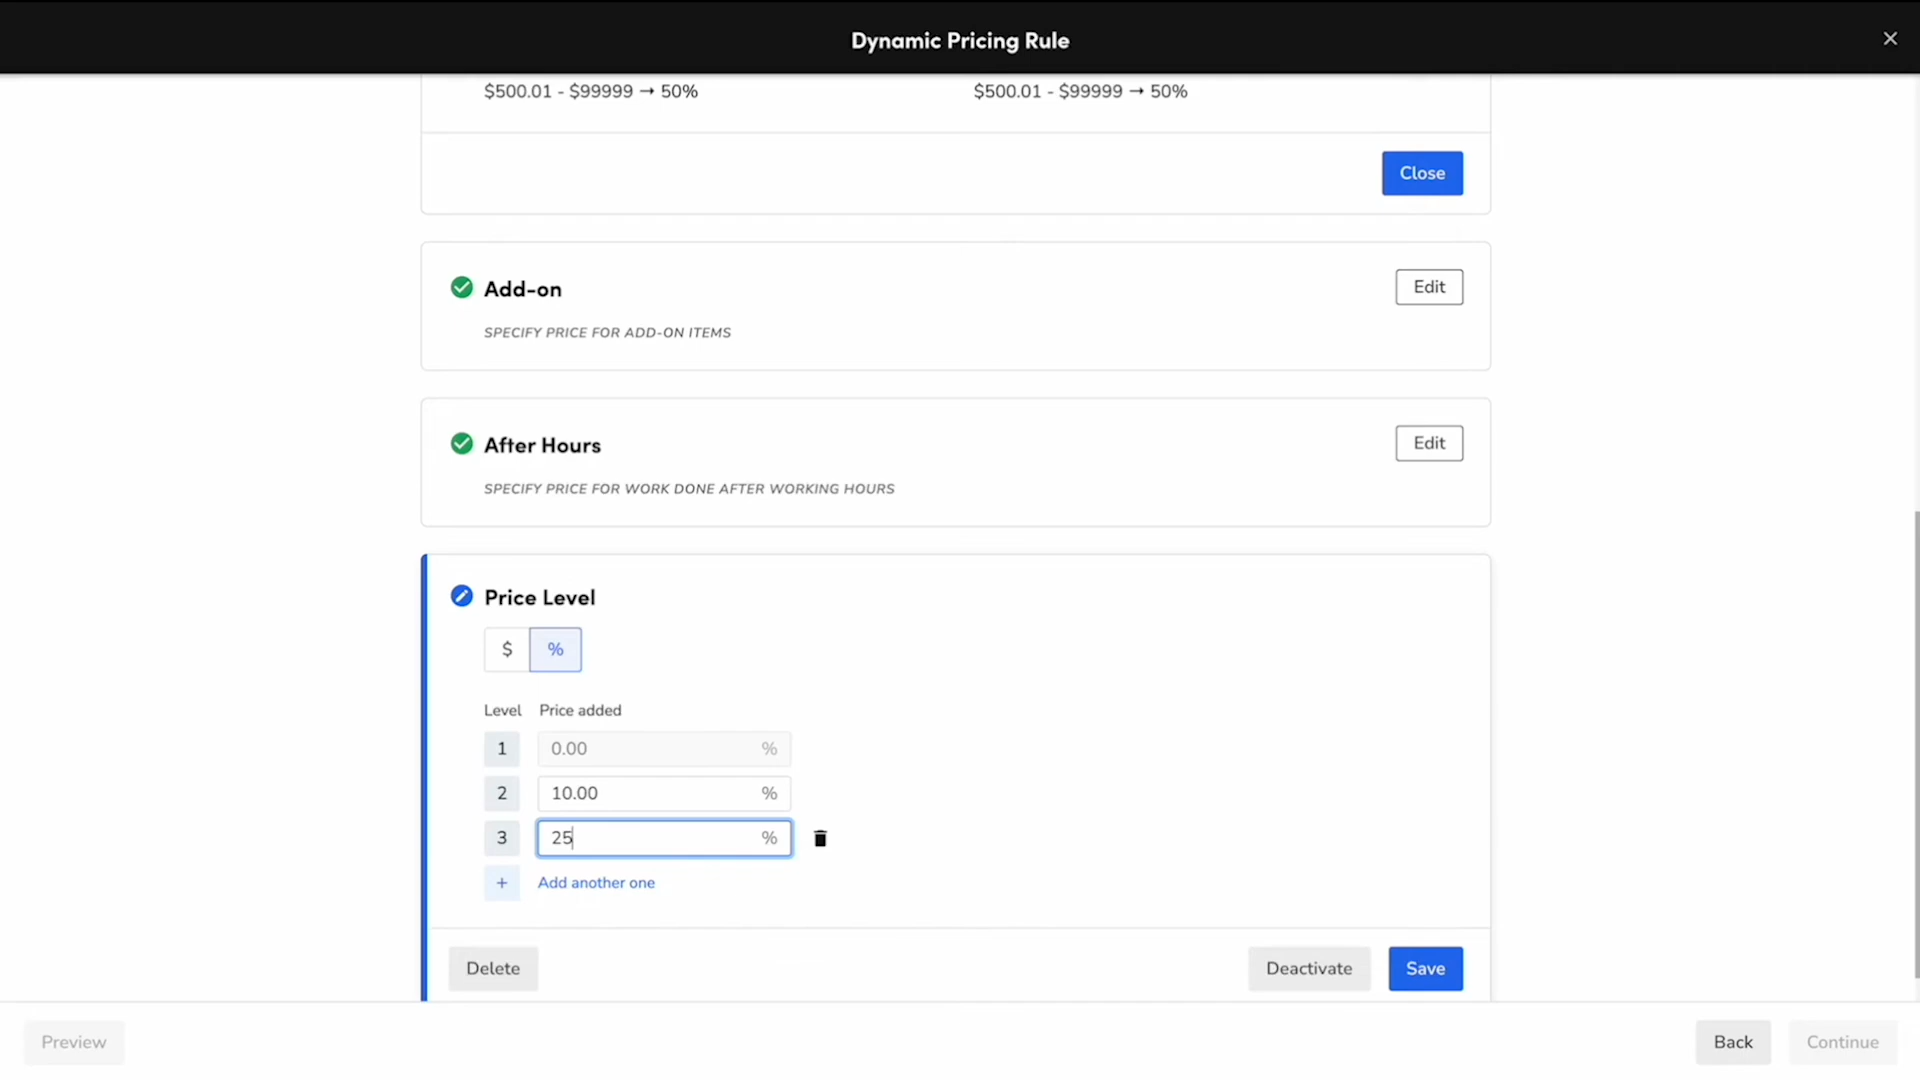 Dynamic Pricing Rule
$500.01 - $99999 → 50%
$500.01 - $99999 → 50%
Close
Add-on
Edit
SPECIFY PRICE FOR ADD-ON ITEMS
After Hours
Edit
SPECIFY PRICE FOR WORK DONE AFTER WORKING HOURS
Price Level
$ %
Level Price added
1 0.00 %
2 10.00 %
3 25 %
+ Add another one
Delete
Deactivate
Save
Preview
Back
Continue